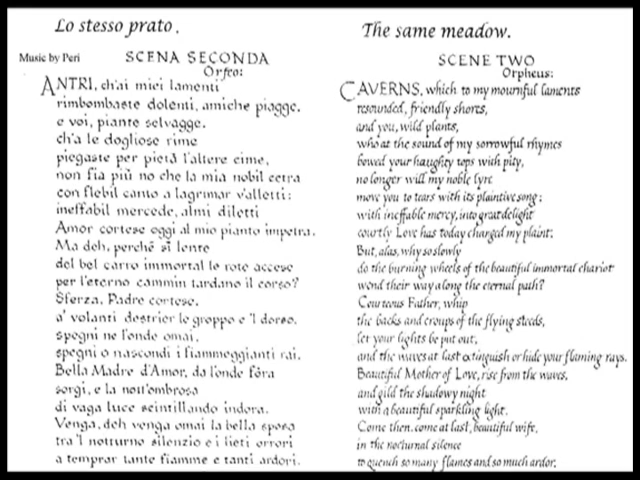 Lo stesso prato.
Music by Peri
SCENA SECONDA
Orfeo:
ANTRI, ch'ai miei lamenti
rimbombaste dolenti, amiche piagge,
e voi, piante selvagge,
ch'a le dogliose rime
piegaste per pietà l'altere cime,
non fia più no che la mia nobil cetra
con flebil canto a lagrimar v'alletti:
ineffabil mercede, almi diletti
Amor cortese oggi al mio pianto impetra.
Ma deh, perché sì lente
del bel carro immortal le rote accese
per l'eterno cammin tardano il corso?
Sferza, Padre cortese,
a' volanti destrier le groppe e 'l dorso.
spegni ne l'onde omai,
spegni o nascondi i fiammeggianti rai.
Bella Madre d'Amor, da l'onde fòra
sorgi, e la nott'ombrosa
di vaga luce scintillando indora.
Venga, deh venga omai la bella sposa
tra 'l notturno silenzio e i lieti orrori
a temprar tante fiamme e tanti ardori.
The same meadow.
SCENE TWO
Orpheus:
CAVERNS, which to my mournful laments
resounded, friendly shores,
and you, wild plants,
who at the sound of my sorrowful rhymes
bowed your haughty tops with pity,
no longer will my noble lyre
move you to tears with its plaintive song;
with ineffable mercy, into great delight
courtly Love has today changed my plaint.
But, alas, why so slowly
do the burning wheels of the beautiful immortal chariot
wend their way along the eternal path?
Courteous Father, whip
the backs and croups of the flying steeds,
let your lights be put out,
and the waves at last extinguish or hide your flaming rays.
Beautiful Mother of Love, rise from the waves,
and gild the shadowy night
with a beautiful sparkling light.
Come then, come at last, beautiful wife,
in the nocturnal silence
to quench so many flames and so much ardor.